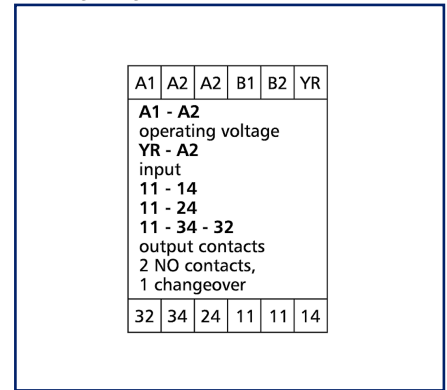 A1 A2 A2 B1 B2 YR
A1 - A2
operating voltage
YR - A2
input
11 - 14
11 - 24
11 - 34 - 32
output contacts
2 NO contacts,
1 changeover
32 34 24 11 11 14